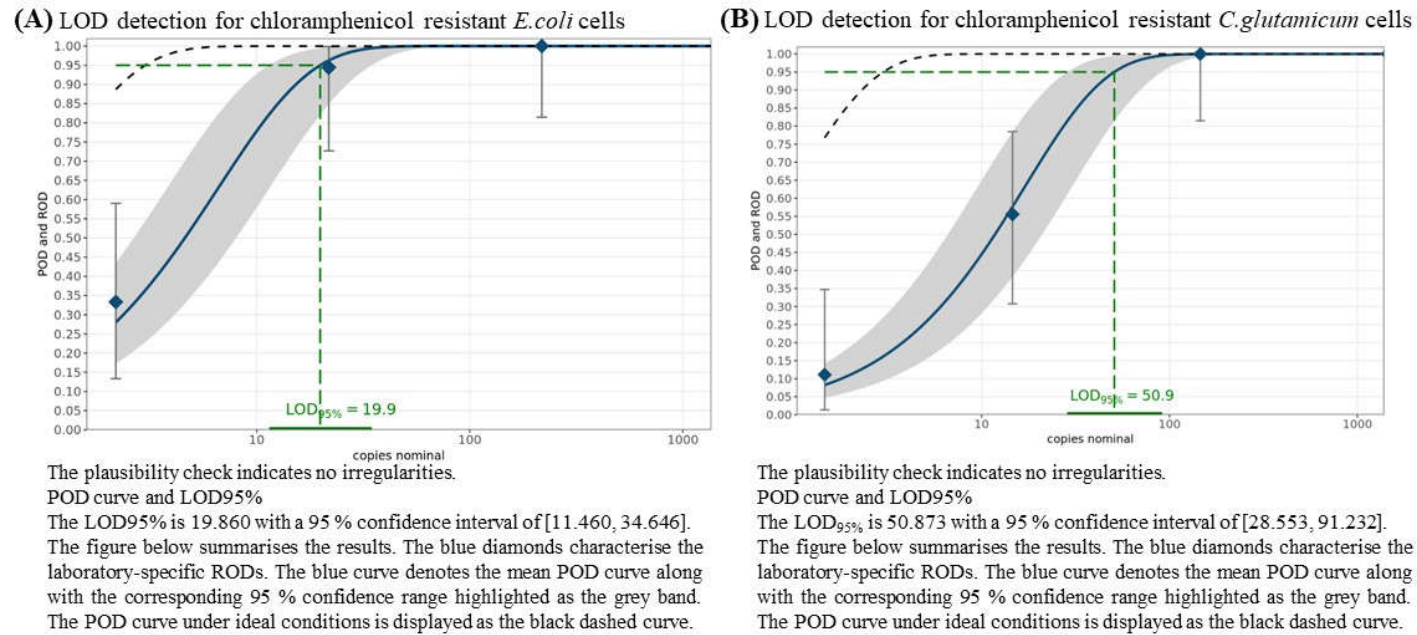 (A) LOD detection for chloramphenicol resistant E.coli cells
1.00
0.95
0.90
0.85
0.80
0.75
0.70
0.65
0.60
0.55
0.50
0.45
0.40
0.35
0.30
0.25
0.20
0.15
0.10
0.05
0.00
POD and ROD
LOD95% = 19.9
10 100 1000
copies nominal
The plausibility check indicates no irregularities.
POD curve and LOD95%
The LOD95% is 19.860 with a 95 % confidence interval of [11.460, 34.646].
The figure below summarises the results. The blue diamonds characterise the
laboratory-specific RODs. The blue curve denotes the mean POD curve along
with the corresponding 95 % confidence range highlighted as the grey band.
The POD curve under ideal conditions is displayed as the black dashed curve.
(B) LOD detection for chloramphenicol resistant C.glutamicum cells
1.00
0.95
0.90
0.85
0.80
0.75
0.70
0.65
0.60
0.55
0.50
0.45
0.40
0.35
0.30
0.25
0.20
0.15
0.10
0.05
0.00
POD and ROD
LOD95% = 50.9
10 100 1000
copies nominal
The plausibility check indicates no irregularities.
POD curve and LOD95%
The LOD95% is 50.873 with a 95 % confidence interval of [28.553, 91.232].
The figure below summarises the results. The blue diamonds characterise the
laboratory-specific RODs. The blue curve denotes the mean POD curve along
with the corresponding 95 % confidence range highlighted as the grey band.
The POD curve under ideal conditions is displayed as the black dashed curve.